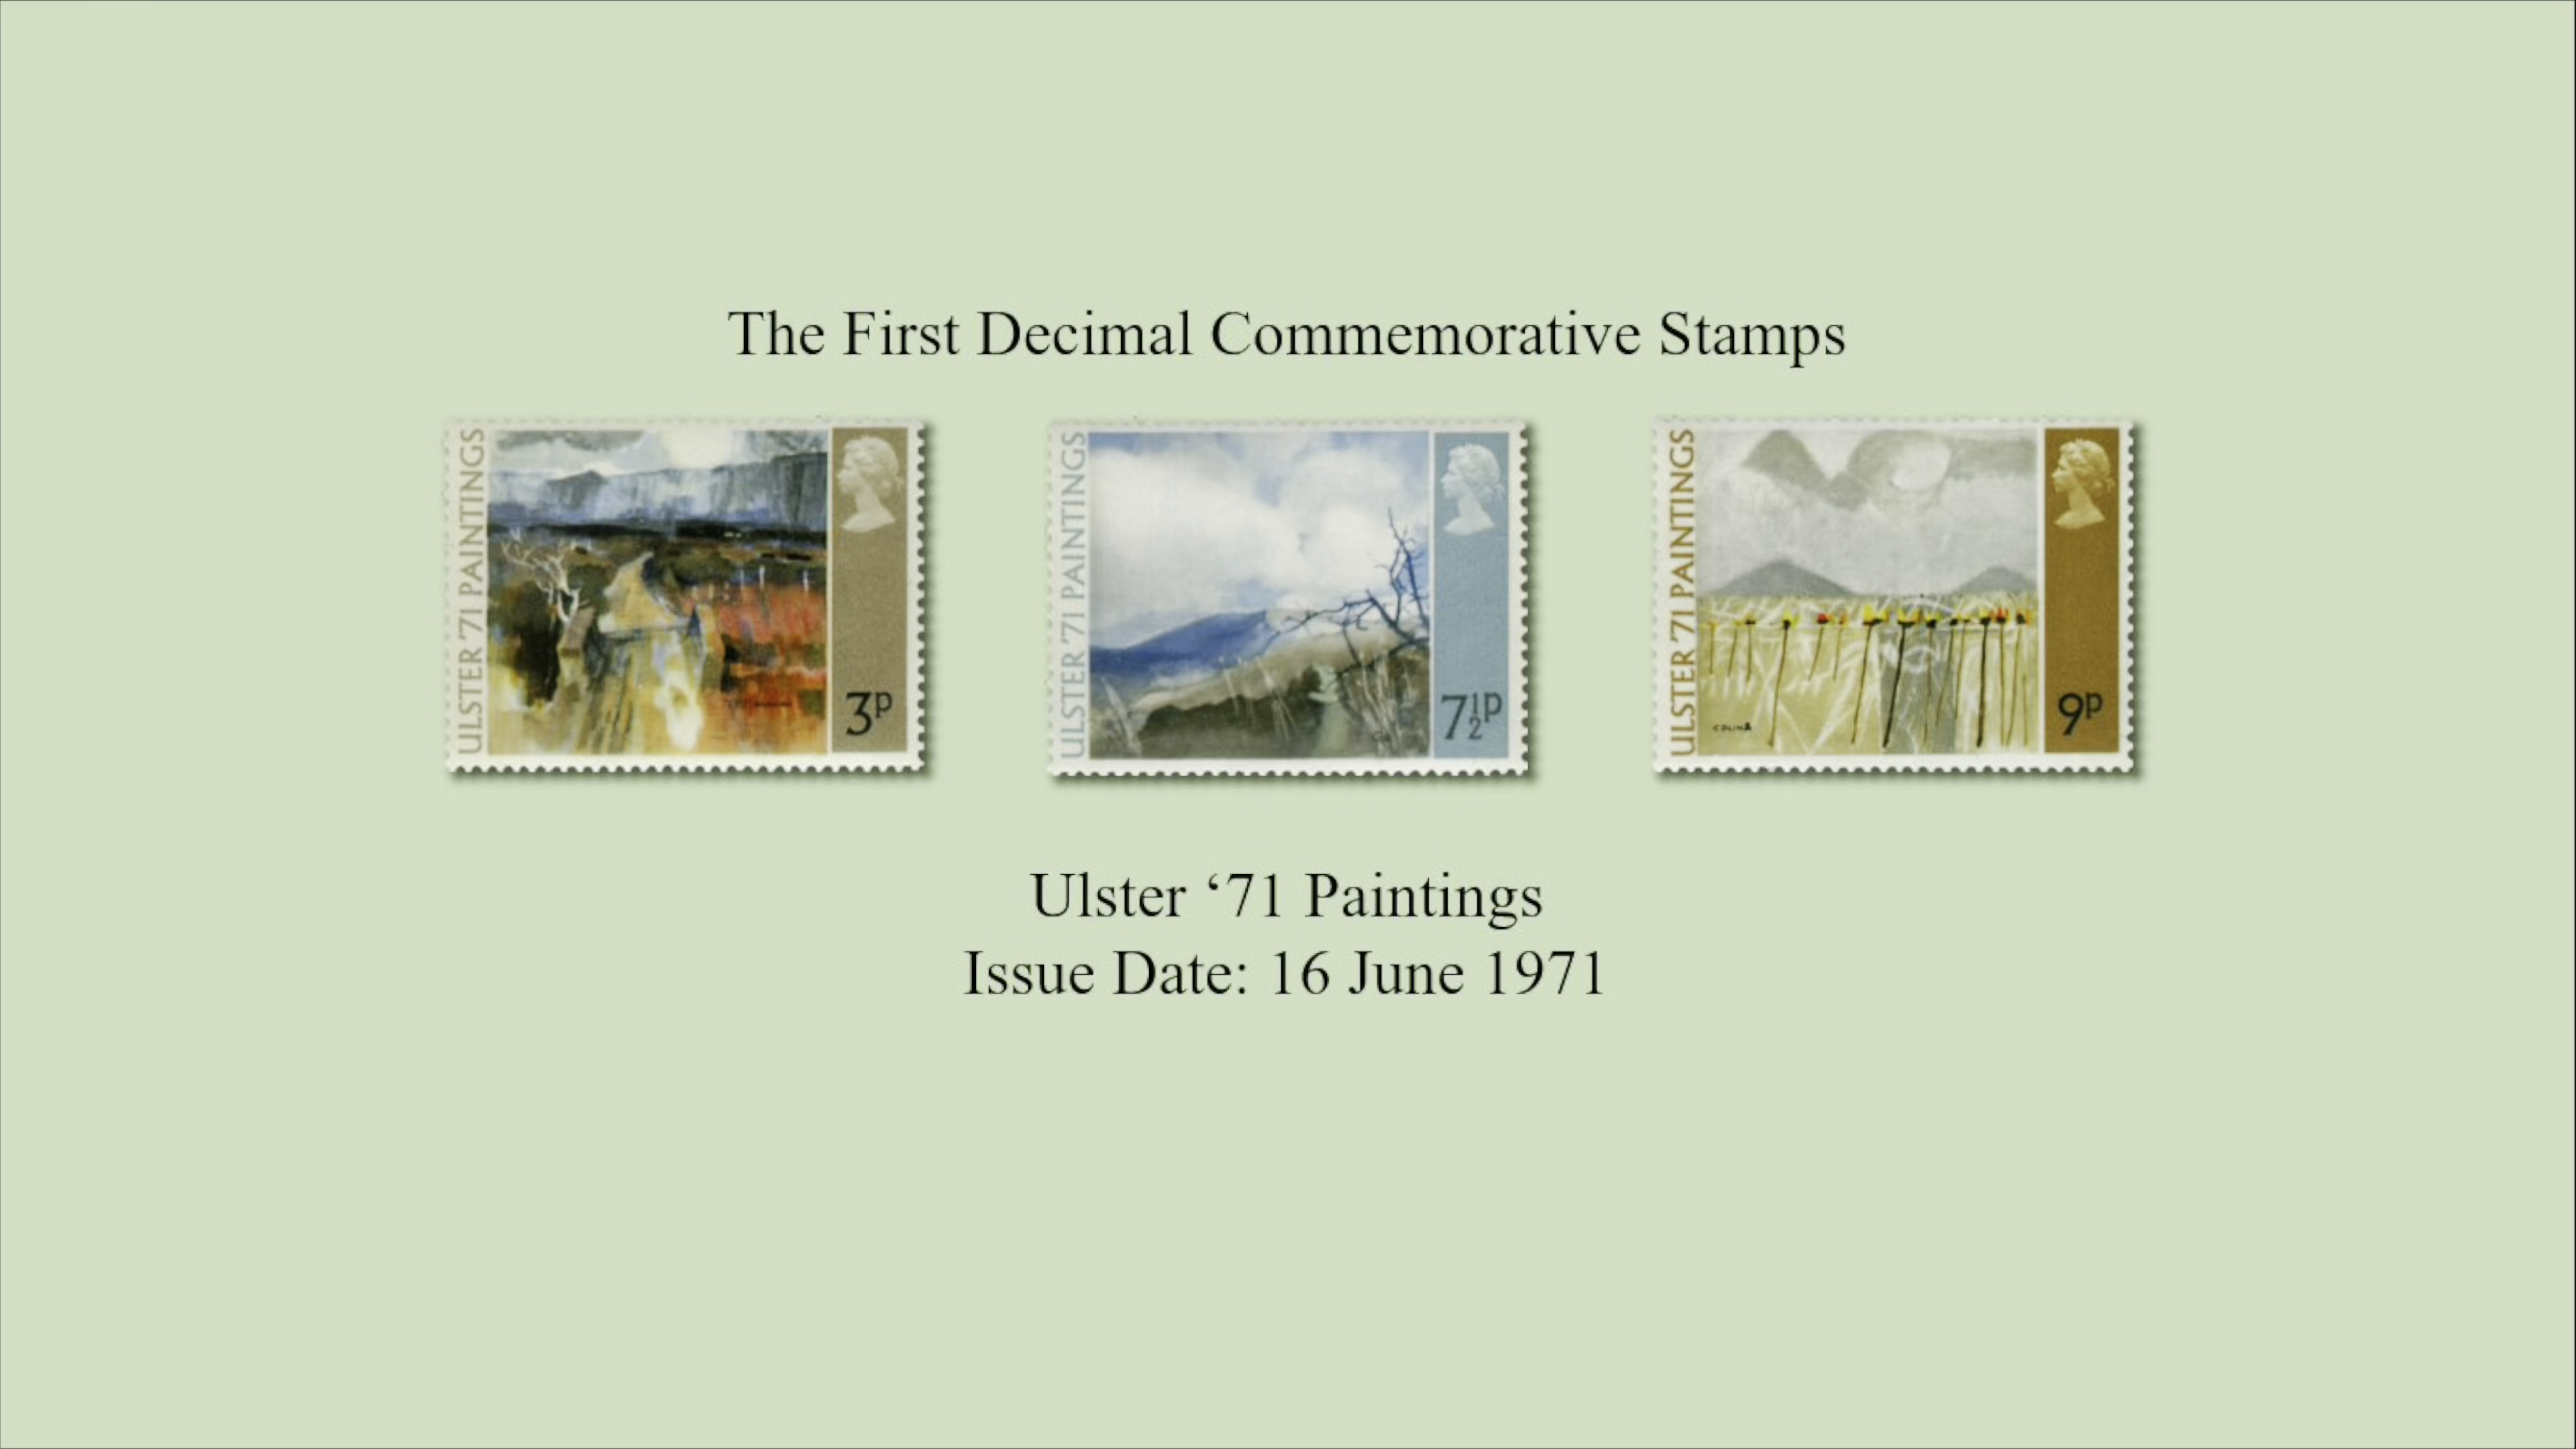 The First Decimal Commemorative Stamps
ULSTER '71 PAINTINGS
3P
ULSTER '71 PAINTINGS
7½P
ULSTER '71 PAINTINGS
COLIN
9P
Ulster ‘71 Paintings
Issue Date: 16 June 1971